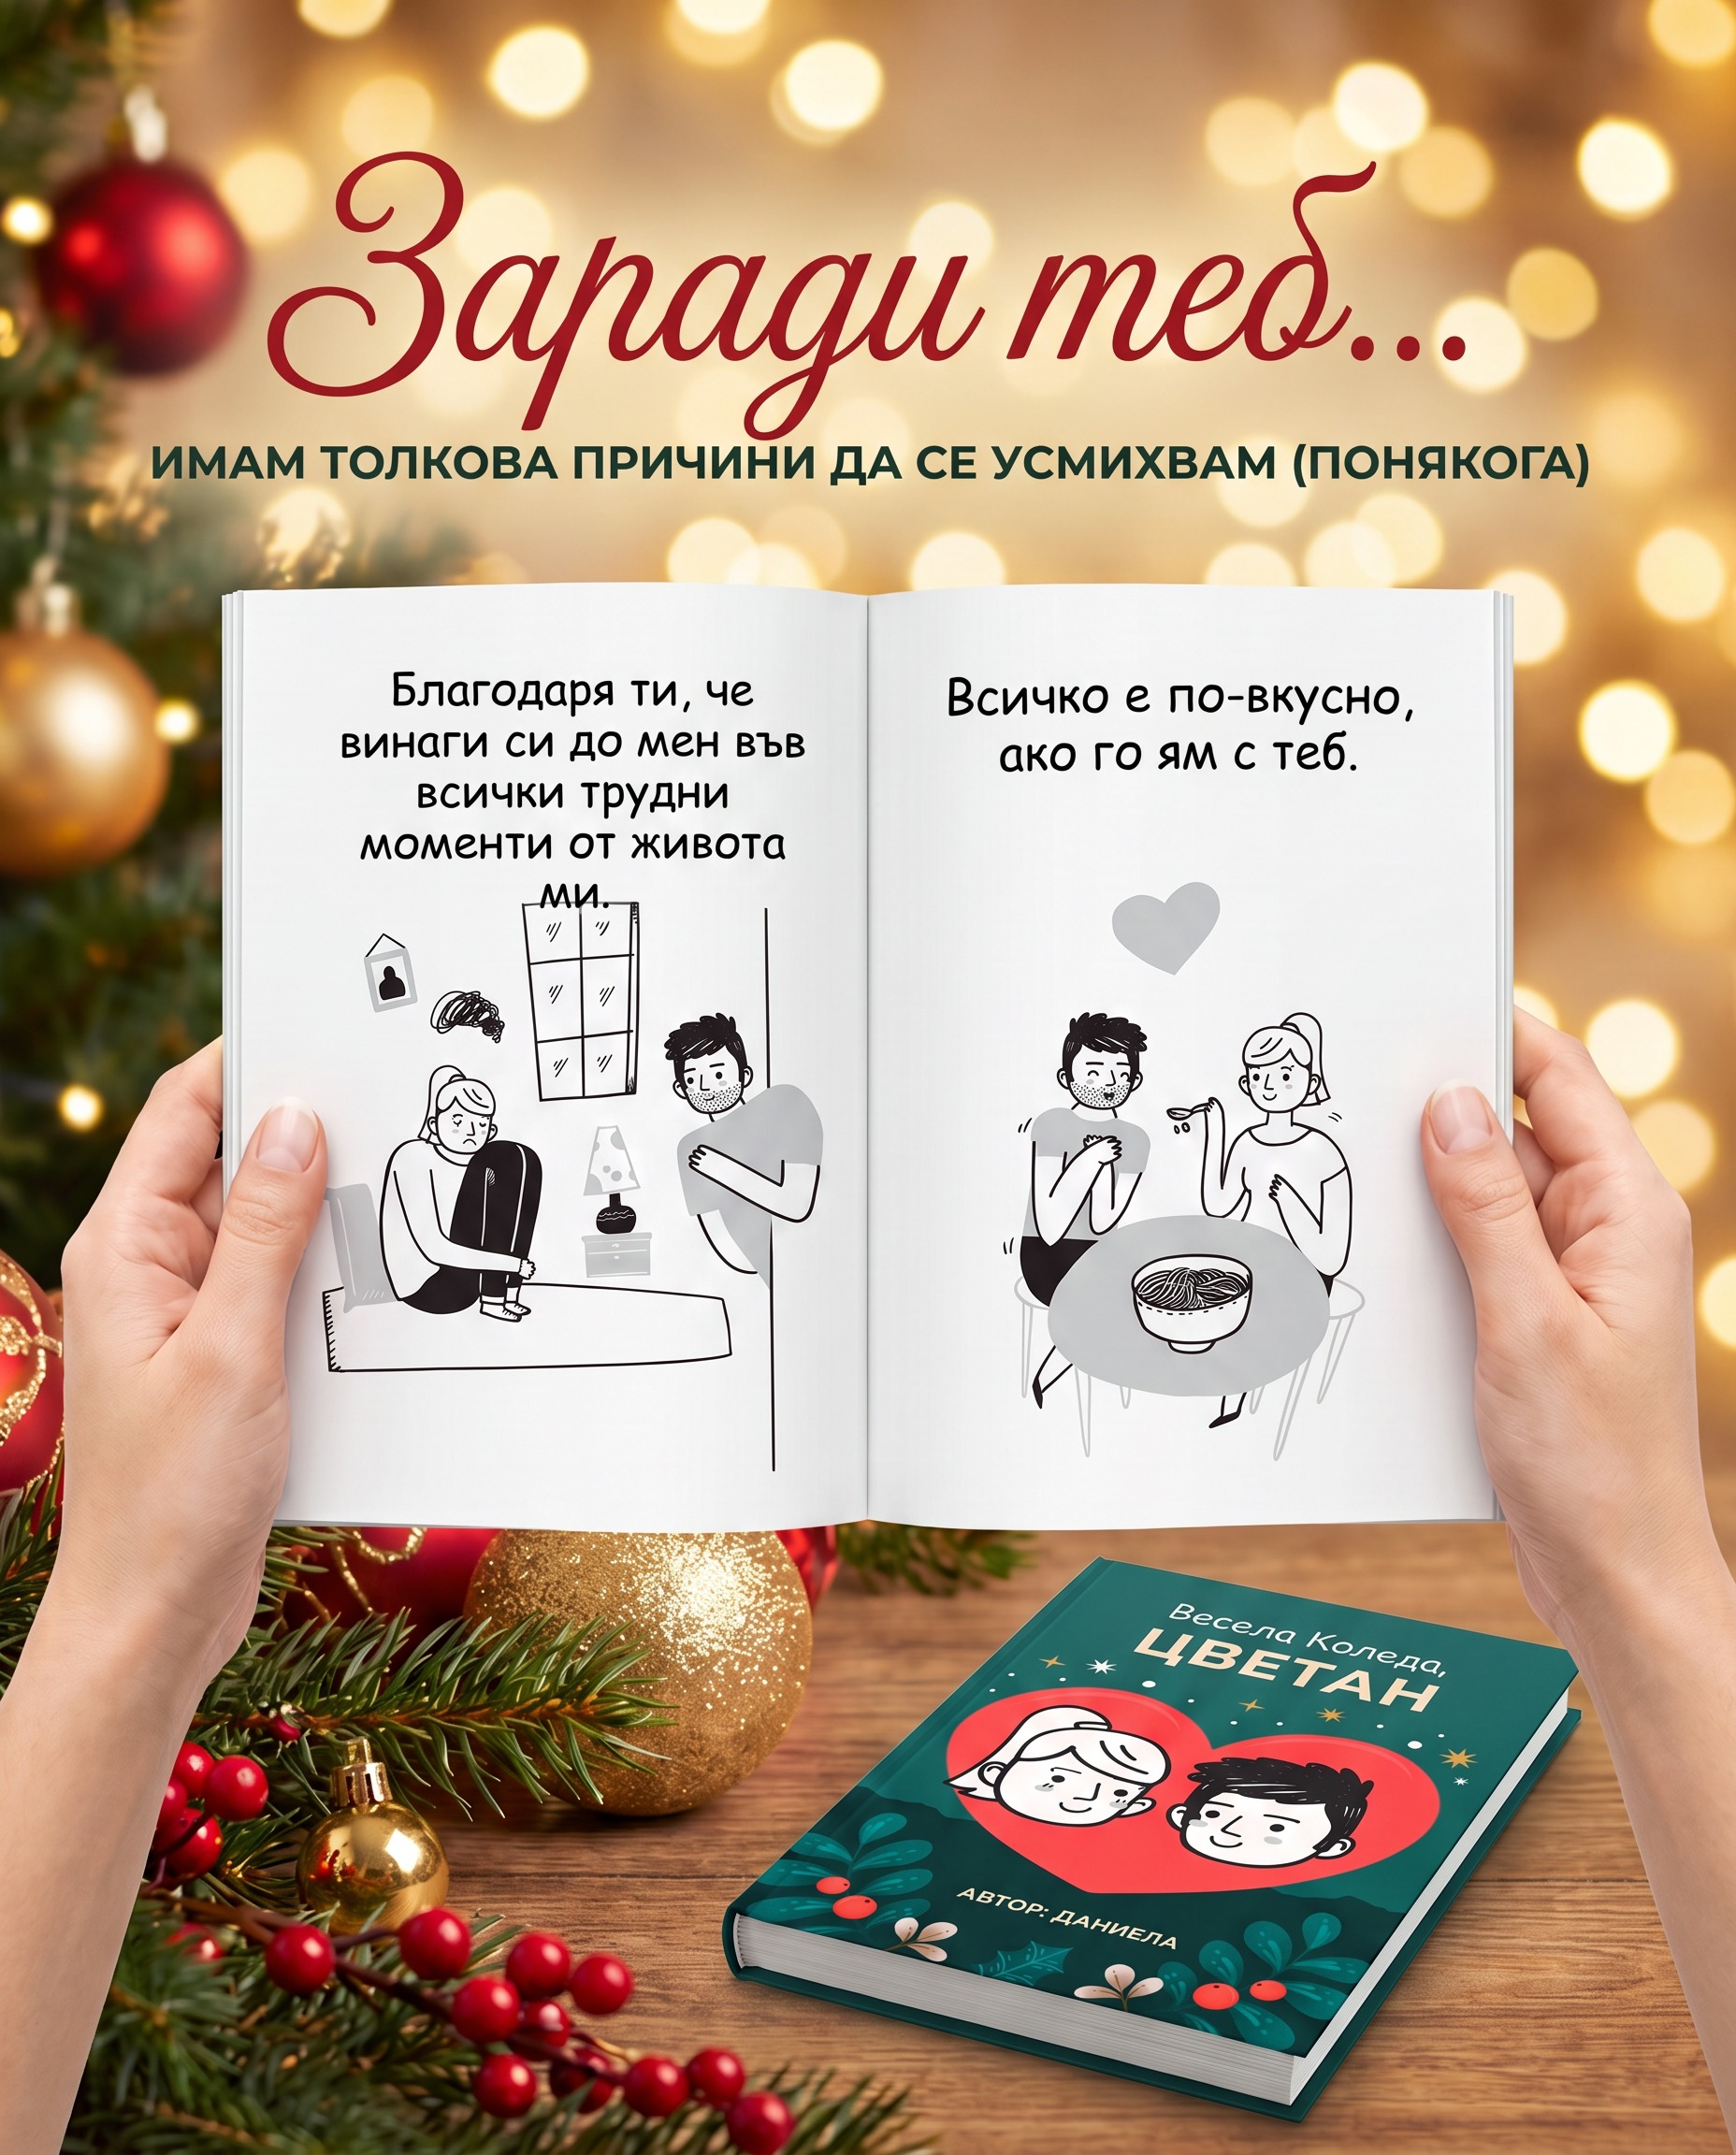 Заради теб...
ИМАМ ТОЛКОВА ПРИЧИНИ ДА СЕ УСМИХВАМ (ПОНЯКОГА)
Благодаря ти, че
винаги си до мен във
всички трудни
моменти от живота
ми.
Всичко е по-вкусно,
ако го ям с теб.
Весела Коледа,
ЦВЕТАН
АВТОР: ДАНИЕЛА